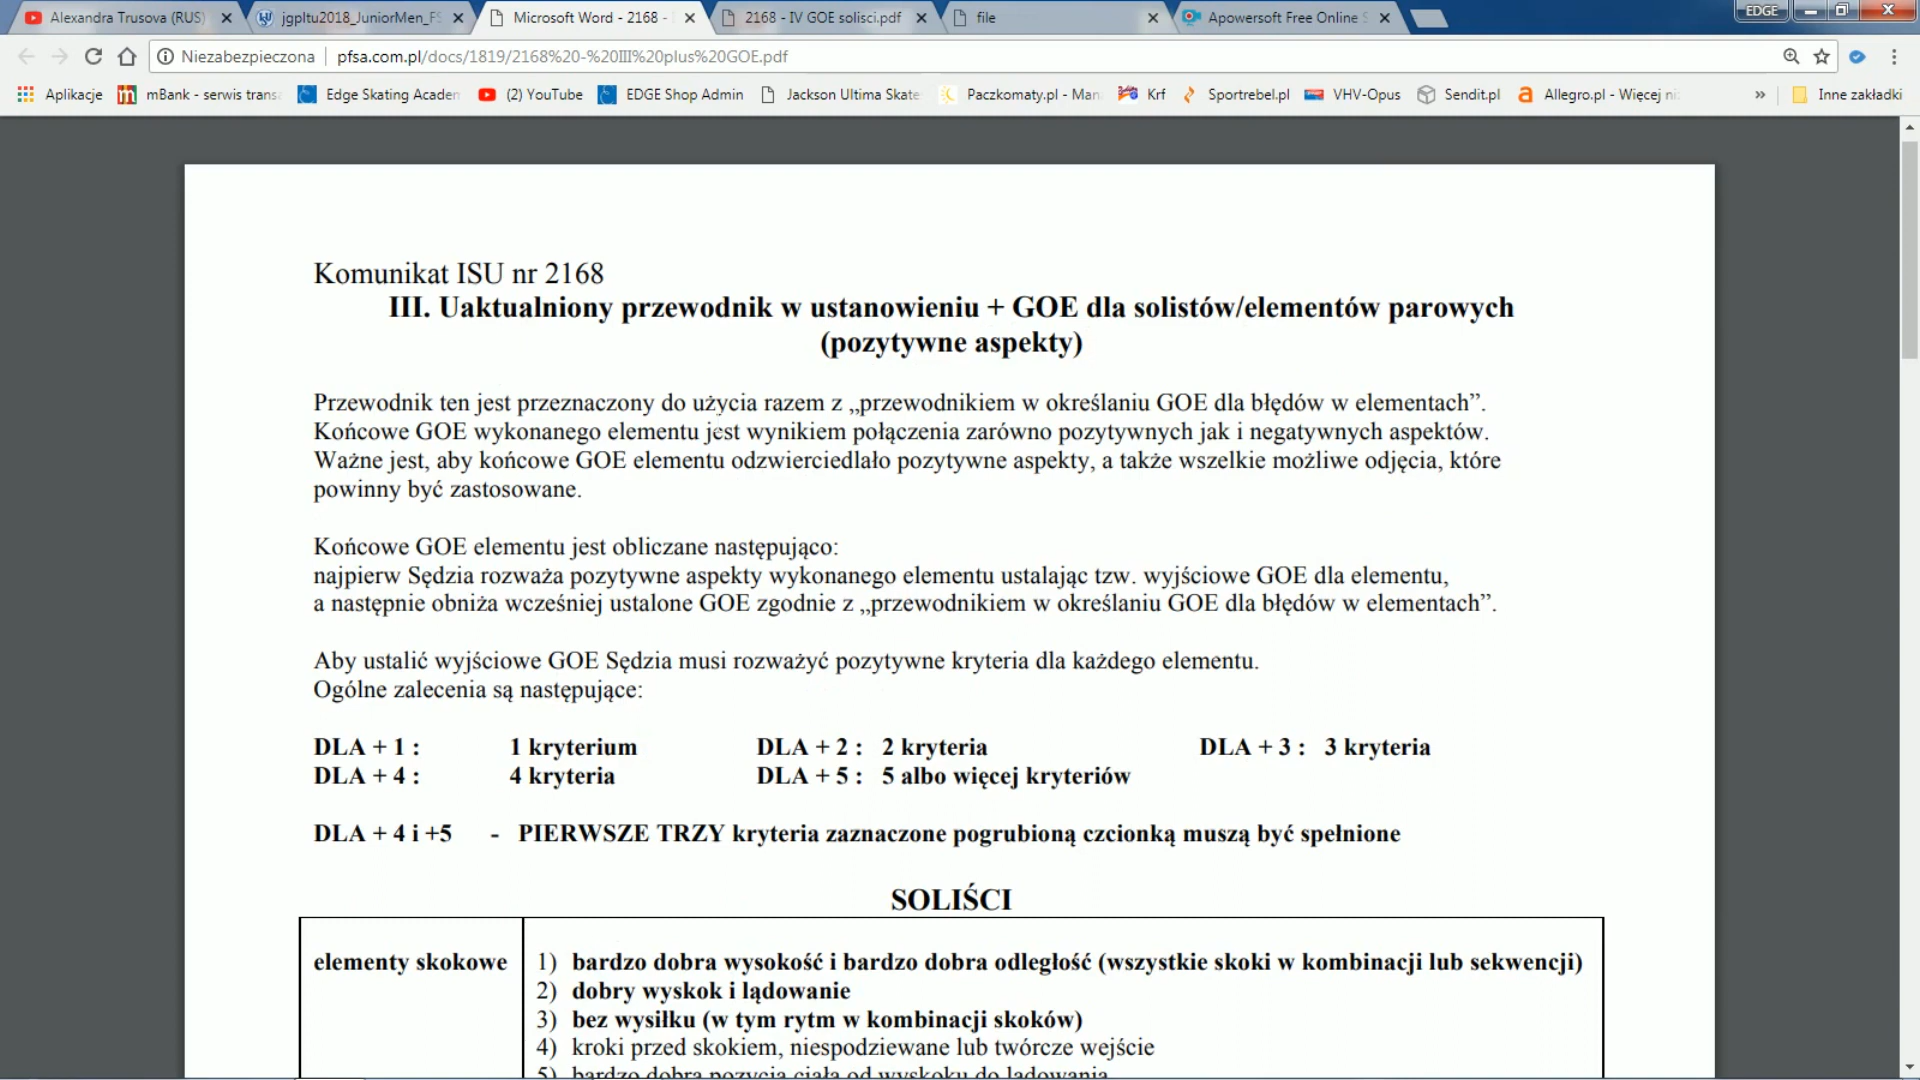 Alexandra Trusova (RUS)
jgpltu2018_JuniorMen_FS
Microsoft Word - 2168 -
2168 - IV GOE solisci.pdf
file
Apowersoft Free Online S
EDGE
Niezabezpieczona
pfsa.com.pl/docs/1819/2168%20-%20III%20plus%20GOE.pdf
Aplikacje
mBank - serwis trans
Edge Skating Academ
(2) YouTube
EDGE Shop Admin
Jackson Ultima Skate
Paczkomaty.pl - Man
Krf
Sportrebel.pl
VHV-Opus
Sendit.pl
Allegro.pl - Więcej ni
»
Inne zakładki
Komunikat ISU nr 2168
III. Uaktualniony przewodnik w ustanowieniu + GOE dla solistów/elementów parowych
(pozytywne aspekty)
Przewodnik ten jest przeznaczony do użycia razem z „przewodnikiem w określaniu GOE dla błędów w elementach”.
Końcowe GOE wykonanego elementu jest wynikiem połączenia zarówno pozytywnych jak i negatywnych aspektów.
Ważne jest, aby końcowe GOE elementu odzwierciedlało pozytywne aspekty, a także wszelkie możliwe odjęcia, które
powinny być zastosowane.
Końcowe GOE elementu jest obliczane następująco:
najpierw Sędzia rozważa pozytywne aspekty wykonanego elementu ustalając tzw. wyjściowe GOE dla elementu,
a następnie obniża wcześniej ustalone GOE zgodnie z „przewodnikiem w określaniu GOE dla błędów w elementach”.
Aby ustalić wyjściowe GOE Sędzia musi rozważyć pozytywne kryteria dla każdego elementu.
Ogólne zalecenia są następujące:
DLA + 1 : 1 kryterium DLA + 2 : 2 kryteria DLA + 3 : 3 kryteria
DLA + 4 : 4 kryteria DLA + 5 : 5 albo więcej kryteriów
DLA + 4 i +5 - PIERWSZE TRZY kryteria zaznaczone pogrubioną czcionką muszą być spełnione
SOLIŚCI
elementy skokowe 1) bardzo dobra wysokość i bardzo dobra odległość (wszystkie skoki w kombinacji lub sekwencji)
2) dobry wyskok i lądowanie
3) bez wysiłku (w tym rytm w kombinacji skoków)
4) kroki przed skokiem, niespodziewane lub twórcze wejście
5) bardzo dobra pozycja ciała od wyskoku do lądowania